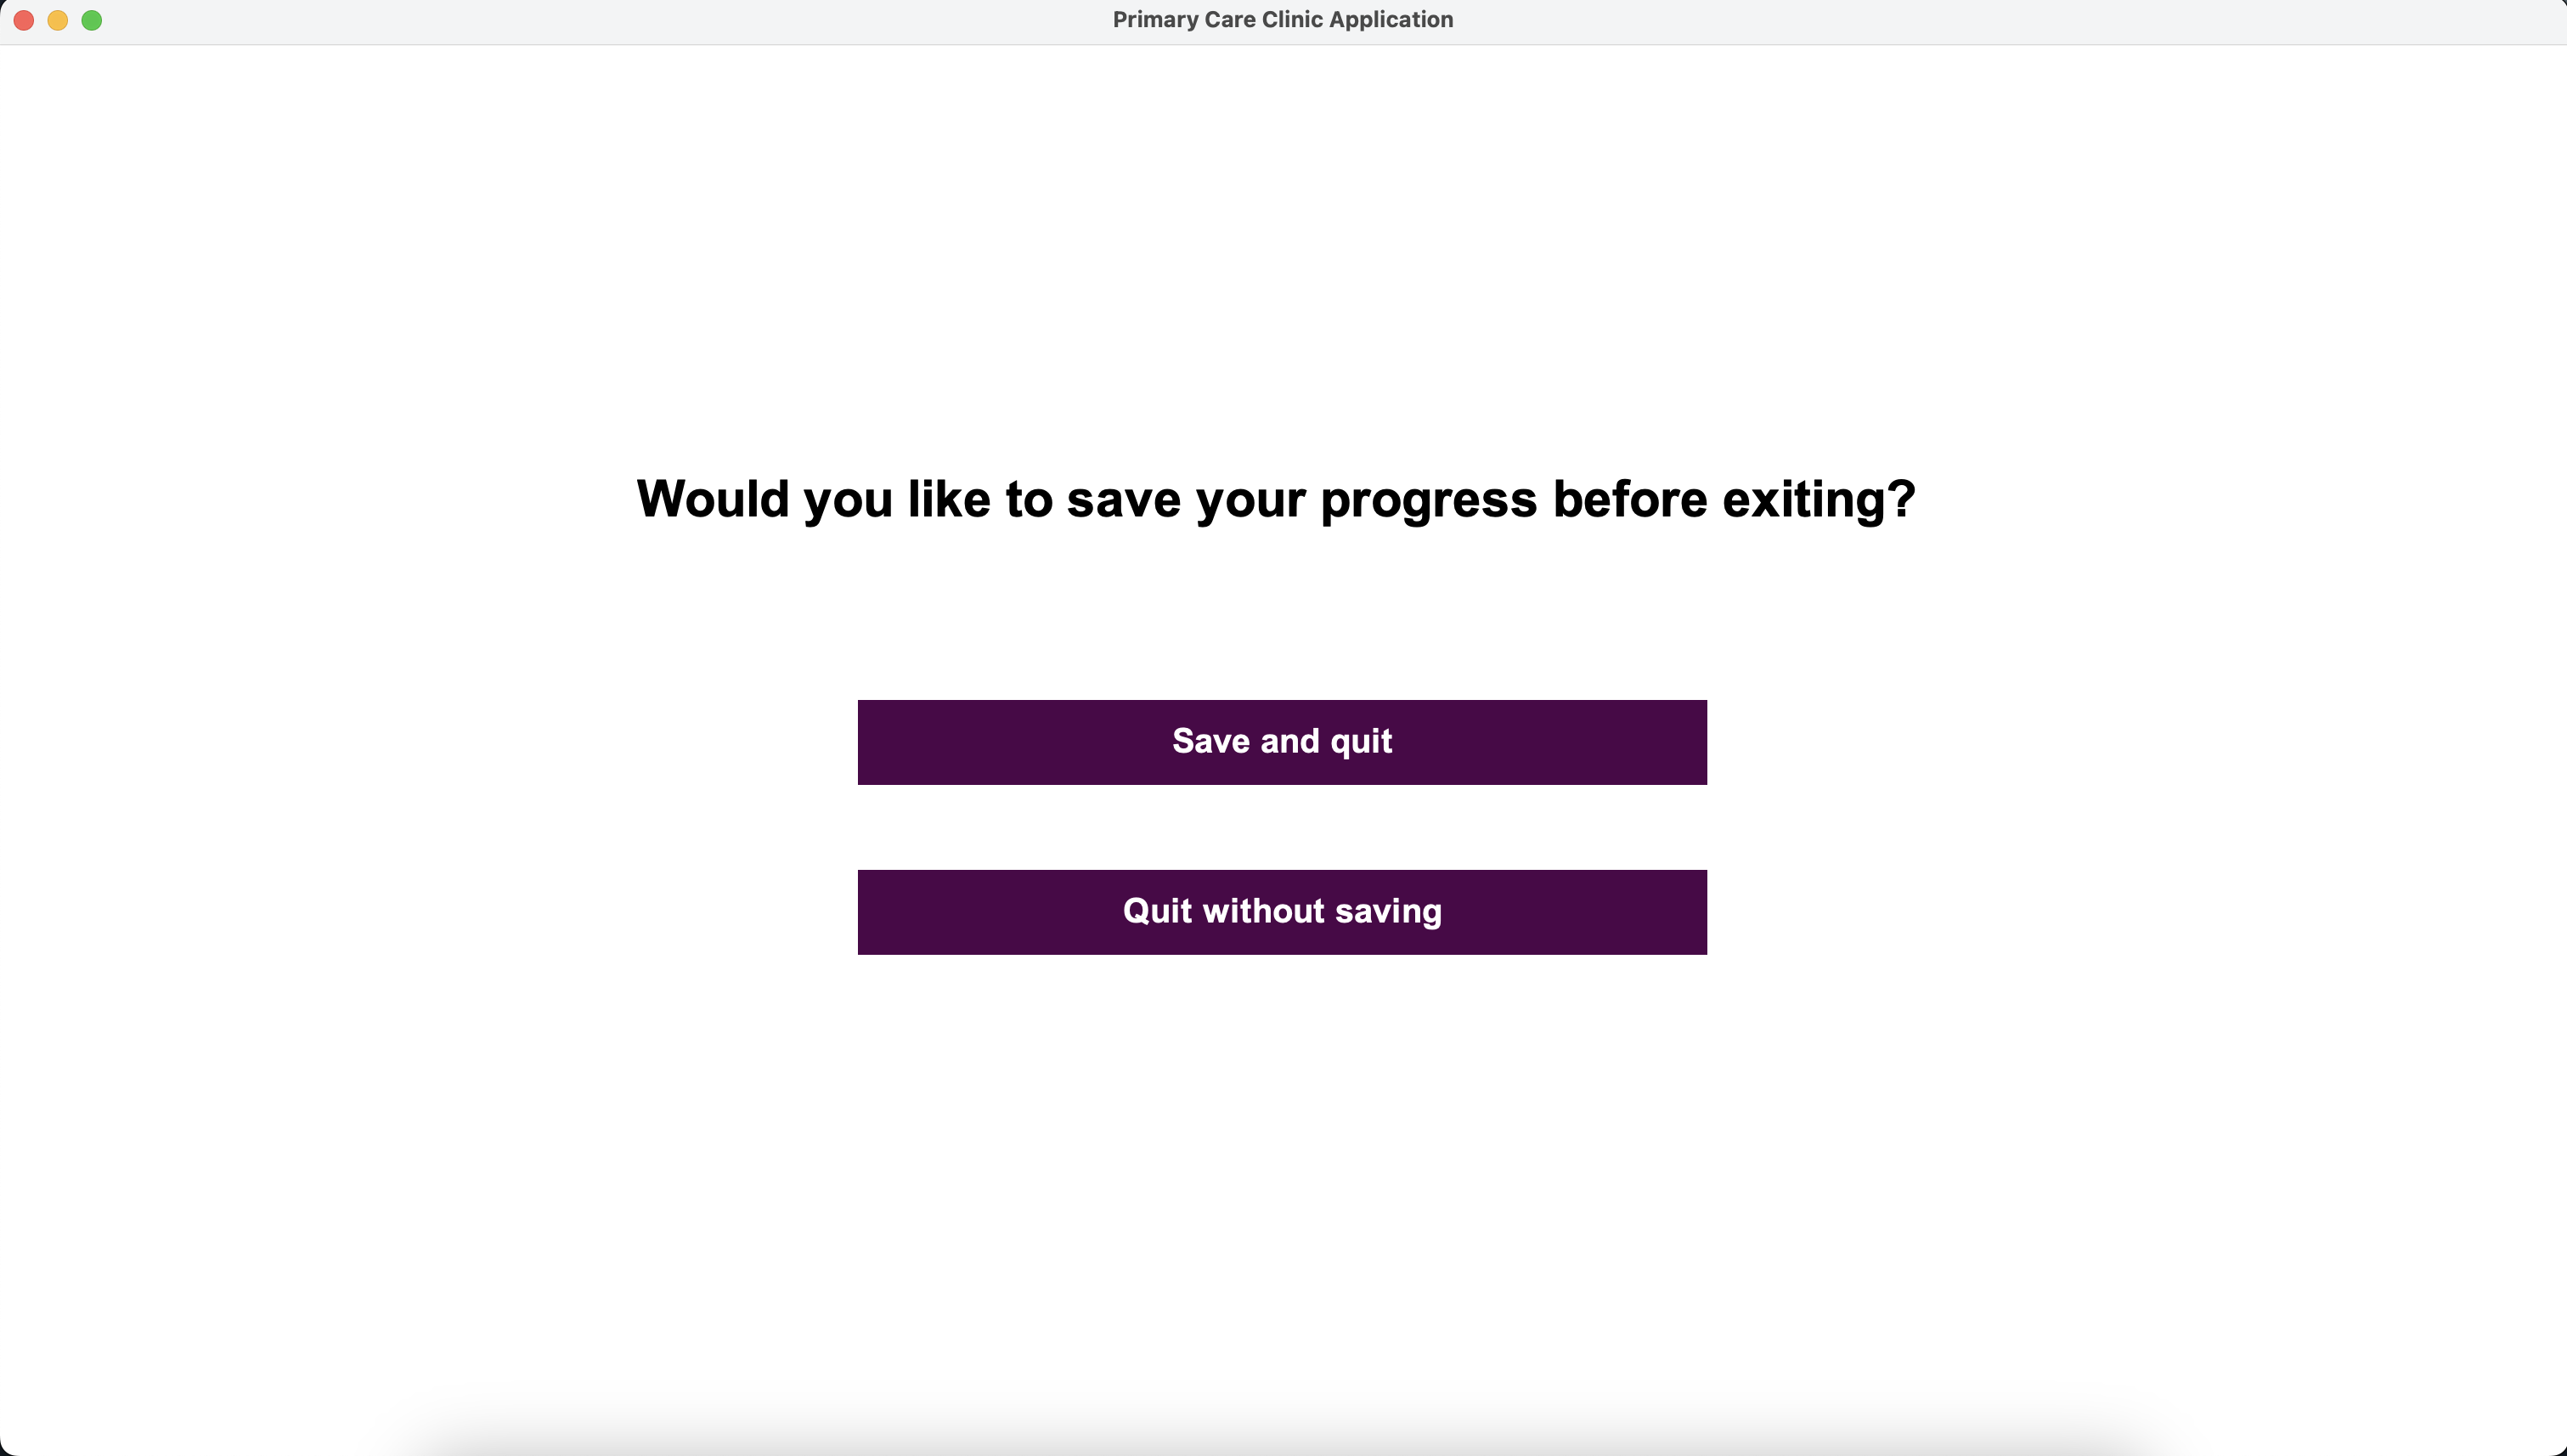 Primary Care Clinic Application
Would you like to save your progress before exiting?
Save and quit
Quit without saving